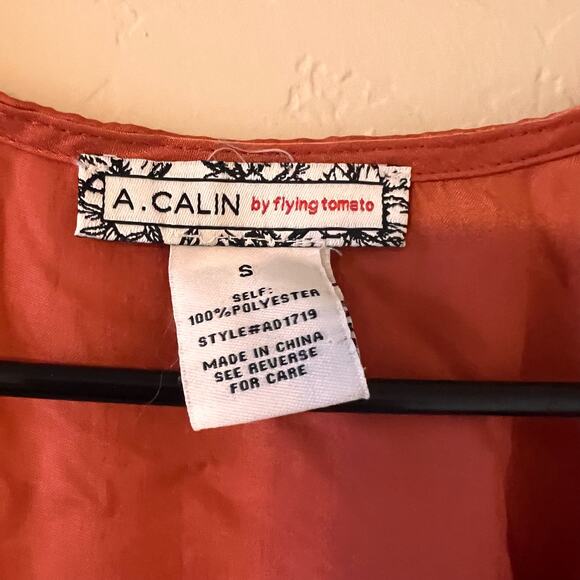 A.CALIN by flying tomato
S
SELF:
100%POLYESTER
STYLE#AD1719
MADE IN CHINA
SEE REVERSE
FOR CARE